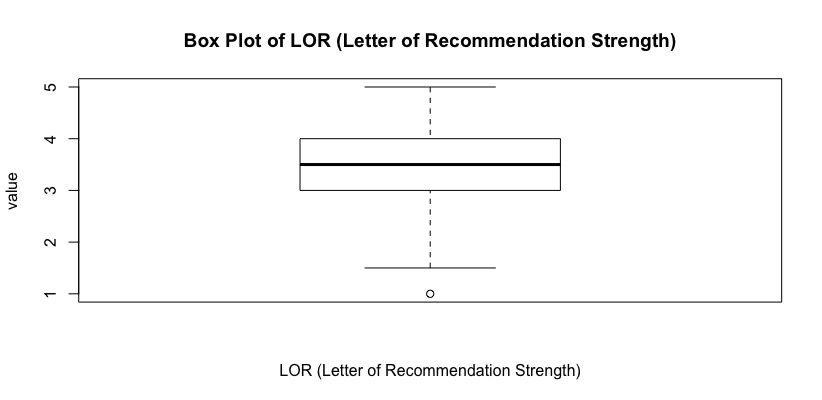 Box Plot of LOR (Letter of Recommendation Strength)
5
4
3
2
1
value
LOR (Letter of Recommendation Strength)